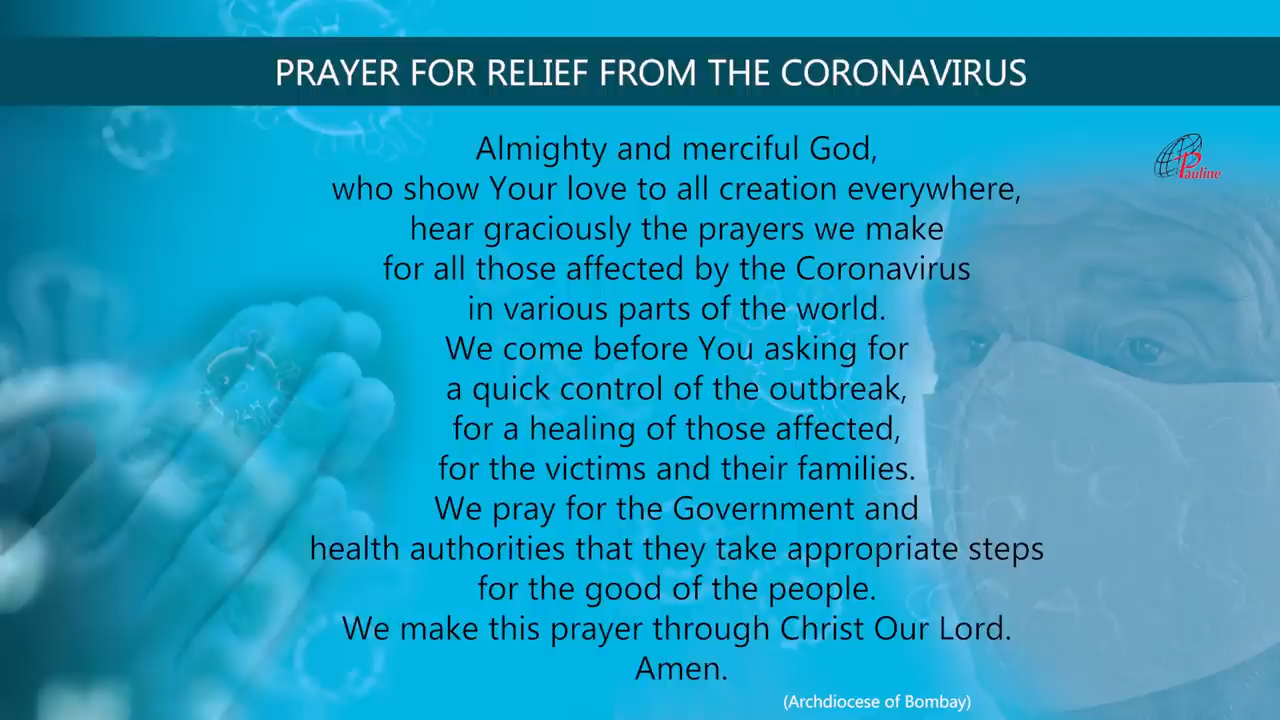 PRAYER FOR RELIEF FROM THE CORONAVIRUS
Almighty and merciful God,
who show Your love to all creation everywhere,
hear graciously the prayers we make
for all those affected by the Coronavirus
in various parts of the world.
We come before You asking for
a quick control of the outbreak,
for a healing of those affected,
for the victims and their families.
We pray for the Government and
health authorities that they take appropriate steps
for the good of the people.
We make this prayer through Christ Our Lord.
Amen.
(Archdiocese of Bombay)
Pauline